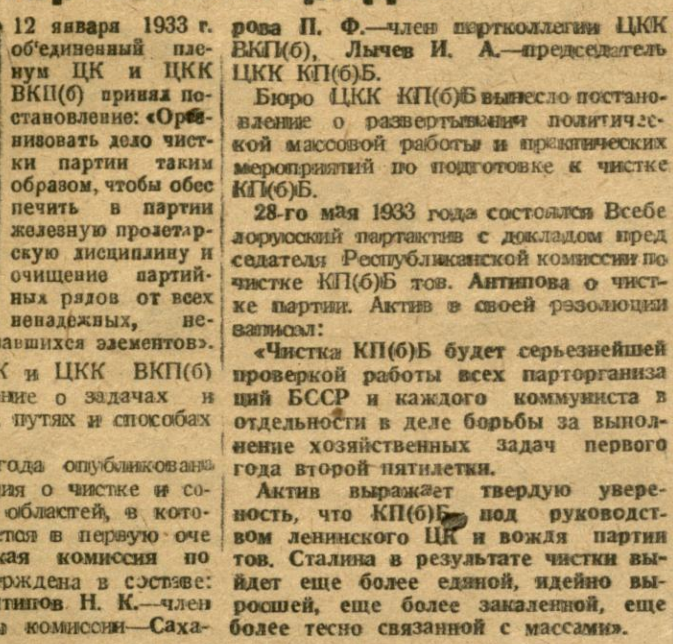 12 января 1933 г.
об'единенный пле-
нум ЦК и ЦКК
ВКП(б) принял по-
становление: «Орга-
низовать дело чист-
ки партии таким
образом, чтобы обес
печить в партии
железную пролетар-
скую дисциплину и
очищение партий-
ных рядов от всех
ненадежных, не-
авшихся элементов».
К и ЦКК ВКП(б)
ние о задачах и
путях и способах
года опубликована
ия о чистке и со-
областей, в кото-
ется в первую оче
кая комиссия по
ерждена в составе:
типов Н. К.—член
ы комиссии—Саха-
рова П. Ф.—член партколлегии ЦКК
ВКП(б), Лычев И. А.—председатель
ЦКК КП(б)Б.
Бюро ЦКК КП(б)Б вынесло постано-
вление о развертывании политичес-
кой массовой работы и практических
мероприятий по подготовке к чистке
КП(б)Б.
28-го мая 1933 года состоялся Всебе
лорусский партактив с докладом пред
седателя Республиканской комиссии по
чистке КП(б)Б тов. Антипова о чист-
ке партии. Актив в своей резолюции
записал:
«Чистка КП(б)Б будет серьезнейшей
проверкой работы всех парторганиза
ций БССР и каждого коммуниста в
отдельности в деле борьбы за выпол-
нение хозяйственных задач первого
года второй пятилетки.
Актив выражает твердую увере-
ность, что КП(б)Б под руководст-
вом ленинского ЦК и вождя партии
тов. Сталина в результате чистки вы-
йдет еще более единой, идейно вы-
росшей, еще более закаленной, еще
более тесно связанной с массами».